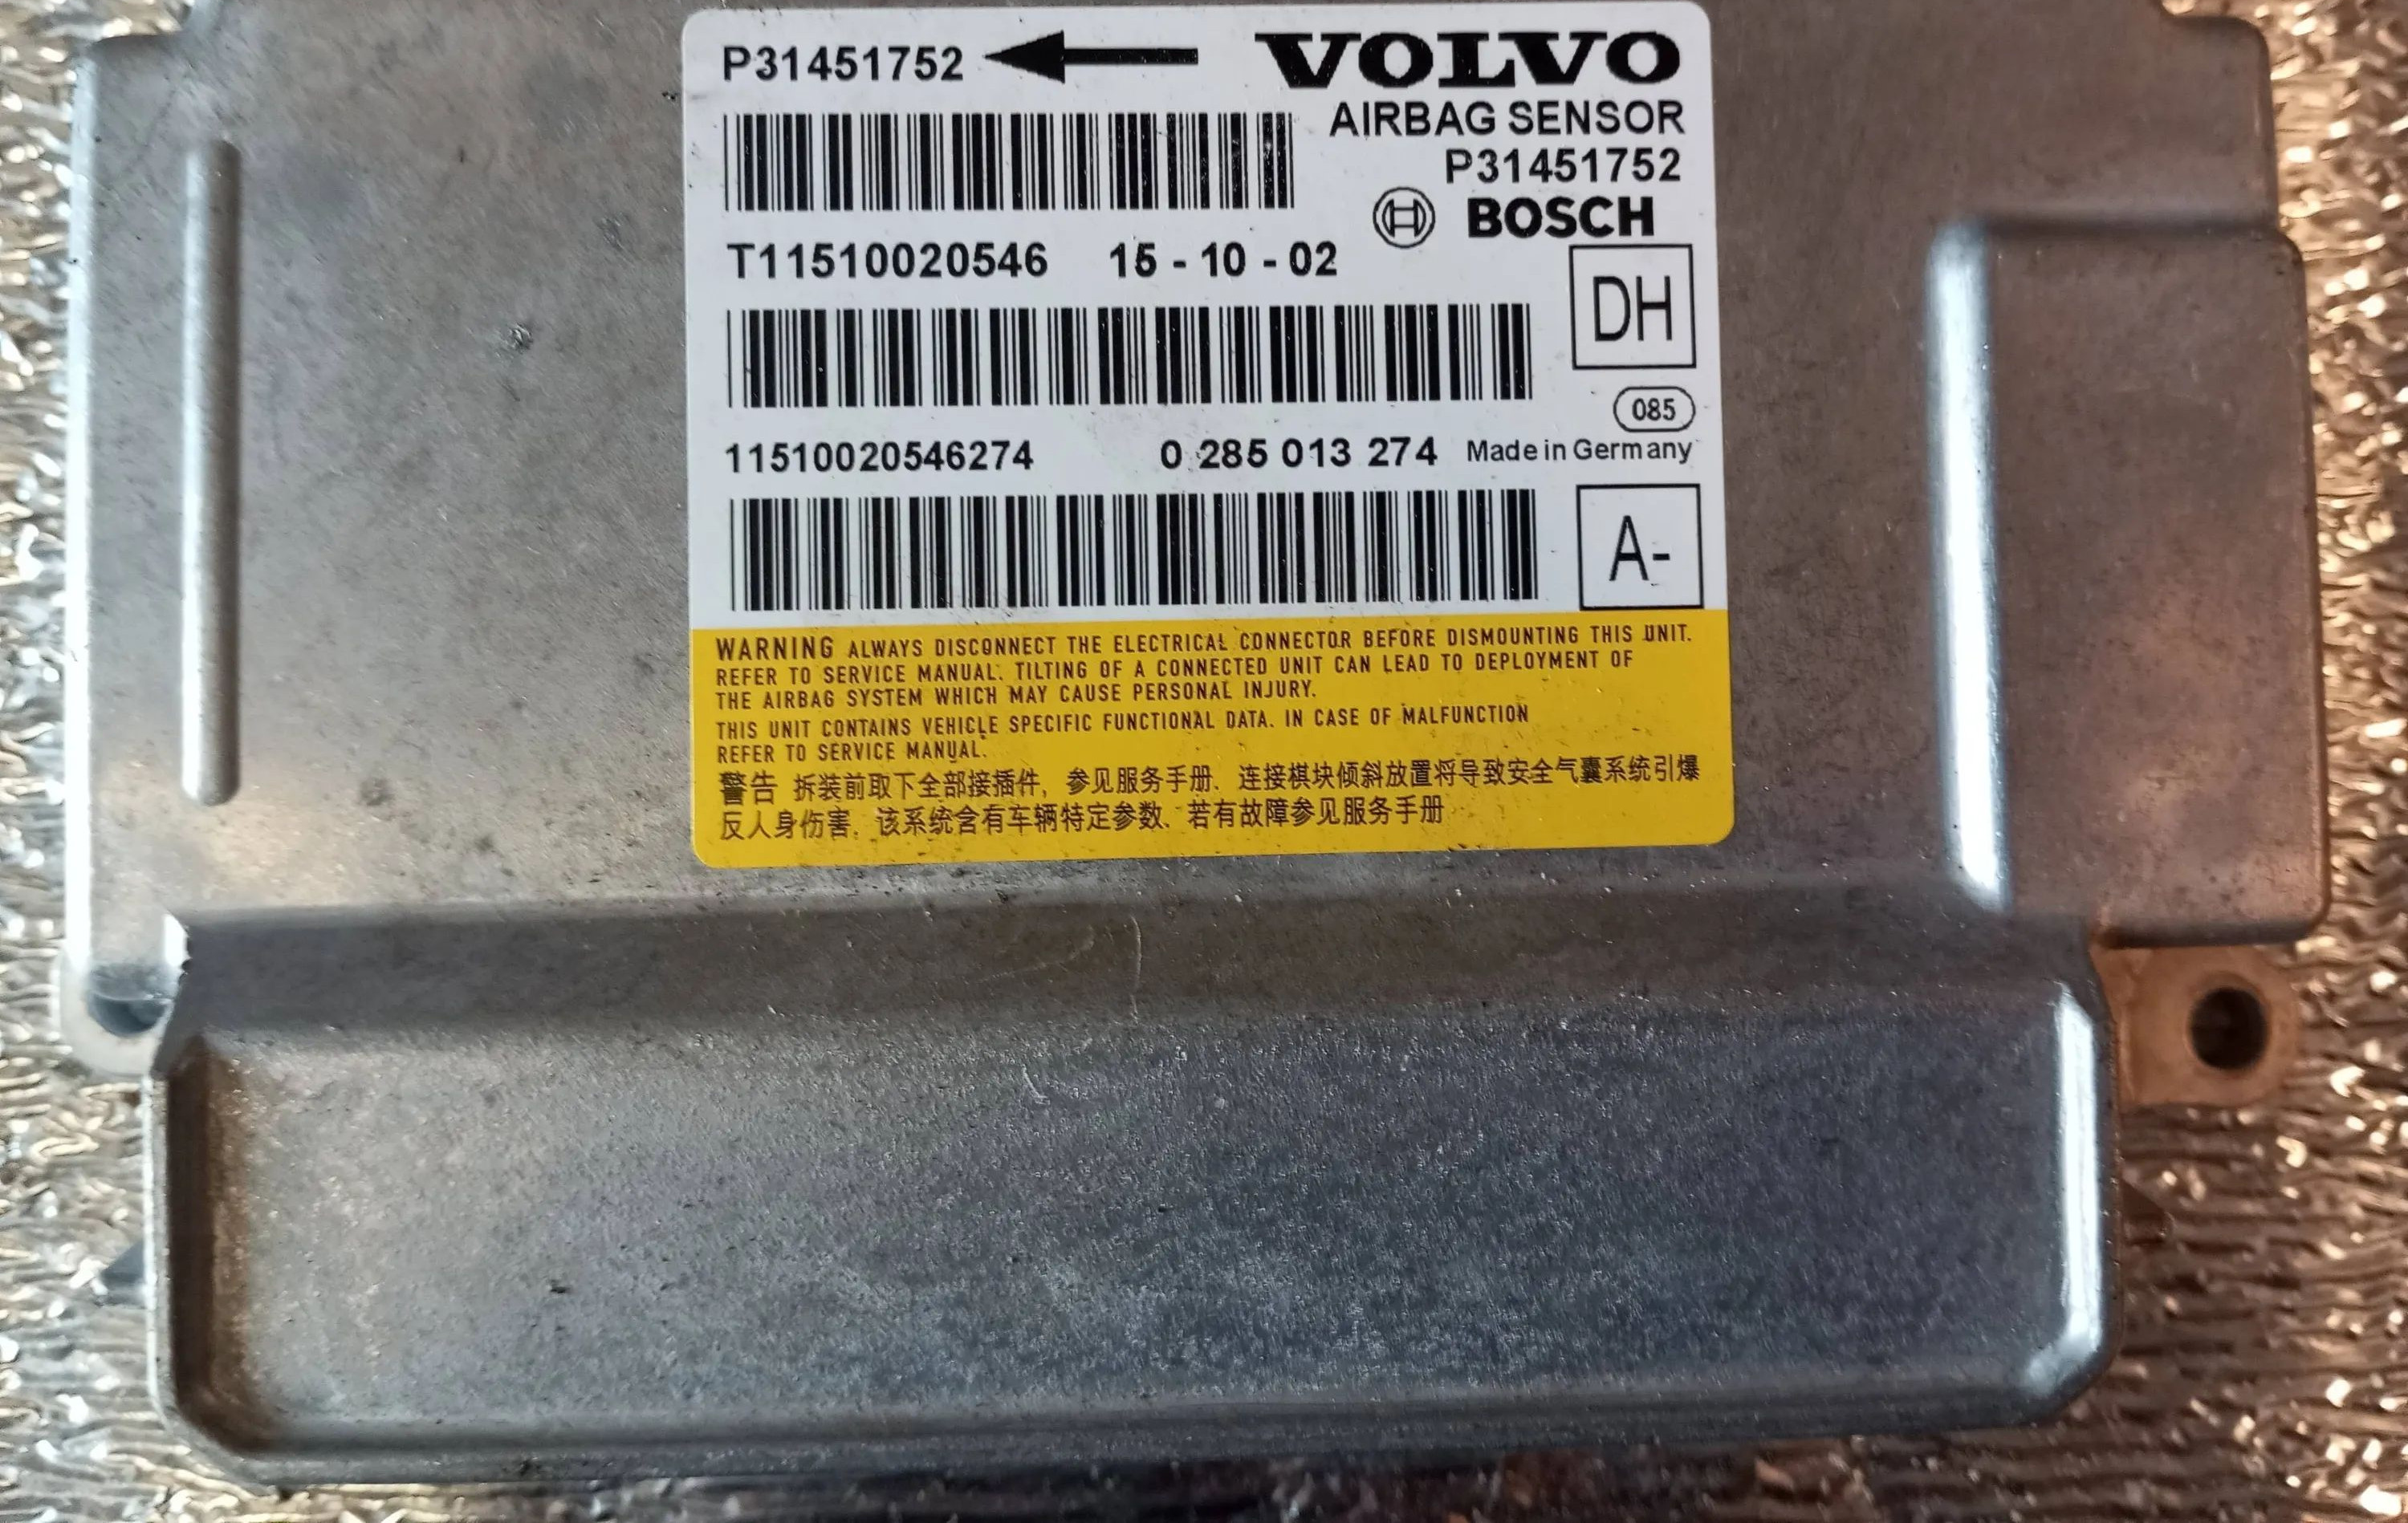 P31451752
VOLVO
AIRBAG SENSOR
P31451752
BOSCH
T11510020546 15 - 10 - 02
DH
085
11510020546274 0 285 013 274 Made in Germany
A-
WARNING ALWAYS DISCONNECT THE ELECTRICAL CONNECTOR BEFORE DISMOUNTING THIS UNIT.
REFER TO SERVICE MANUAL. TILTING OF A CONNECTED UNIT CAN LEAD TO DEPLOYMENT OF
THE AIRBAG SYSTEM WHICH MAY CAUSE PERSONAL INJURY.
THIS UNIT CONTAINS VEHICLE SPECIFIC FUNCTIONAL DATA. IN CASE OF MALFUNCTION
REFER TO SERVICE MANUAL.
警告 拆装前取下全部接插件, 参见服务手册. 连接棋块倾斜放置将导致安全气囊系统引爆
反人身伤害. 该系统含有车辆特定参数. 若有故障参见服务手册